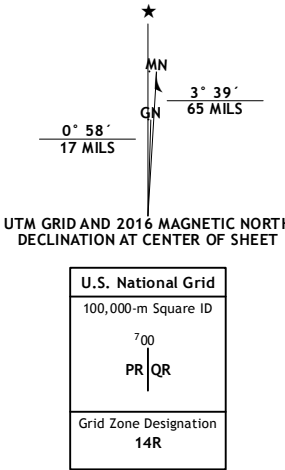 ★
MN
3° 39´
65 MILS
GN
0° 58´
17 MILS
UTM GRID AND 2016 MAGNETIC NORTH
DECLINATION AT CENTER OF SHEET
U.S. National Grid
100,000-m Square ID
⁷00
PR QR
Grid Zone Designation
14R